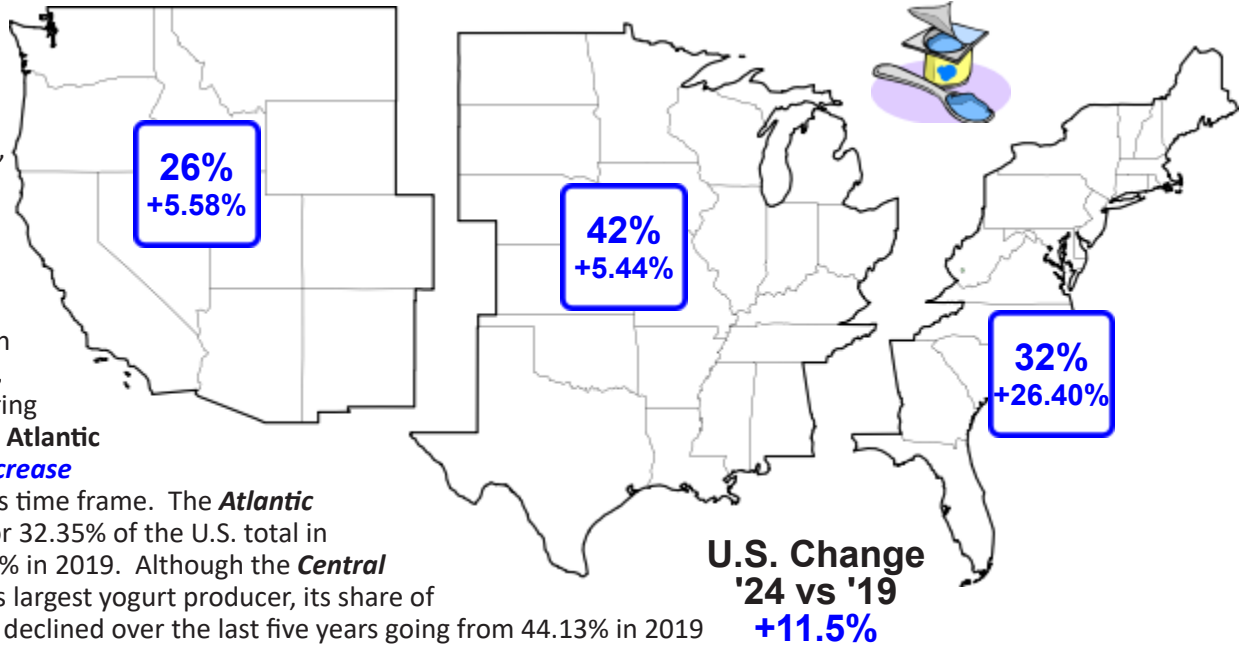 26%
+5.58%
42%
+5.44%
32%
+26.40%
Atlantic
s time frame. The Atlantic
r 32.35% of the U.S. total in
% in 2019. Although the Central
s largest yogurt producer, its share of
declined over the last five years going from 44.13% in 2019
U.S. Change
'24 vs '19
+11.5%